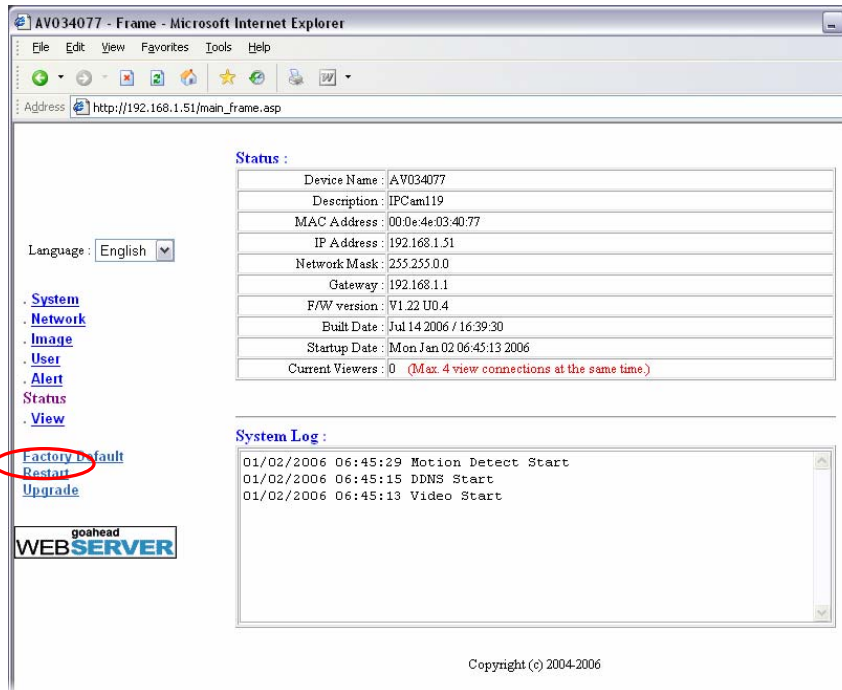 AV034077 - Frame - Microsoft Internet Explorer
File Edit View Favorites Tools Help
Address http://192.168.1.51/main_frame.asp
Language : English
. System
. Network
. Image
. User
. Alert
Status
. View
Factory Default
Restart
Upgrade
goahead
WEBSERVER
Status :
Device Name : AV034077
Description : IPCam119
MAC Address : 00:0e:4e:03:40:77
IP Address : 192.168.1.51
Network Mask : 255.255.0.0
Gateway : 192.168.1.1
F/W version : V1.22 U0.4
Built Date : Jul 14 2006 / 16:39:30
Startup Date : Mon Jan 02 06:45:13 2006
Current Viewers : 0 (Max. 4 view connections at the same time.)
System Log :
01/02/2006 06:45:29 Motion Detect Start
01/02/2006 06:45:15 DDNS Start
01/02/2006 06:45:13 Video Start
Copyright (c) 2004-2006